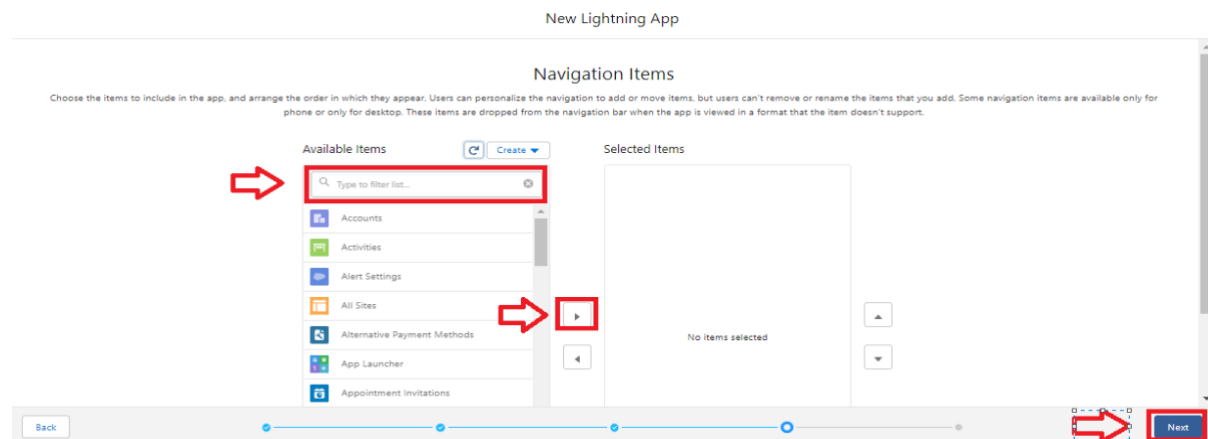 New Lightning App
Navigation Items
Choose the items to include in the app, and arrange the order in which they appear. Users can personalize the navigation to add or move items, but users can't remove or rename the items that you add. Some navigation items are available only for
phone or only for desktop. These items are dropped from the navigation bar when the app is viewed in a format that the item doesn't support.
Available Items
Create
Selected Items
Type to filter list...
Accounts
Activities
Alert Settings
All Sites
Alternative Payment Methods
No items selected
App Launcher
Appointment Invitations
Back
Next